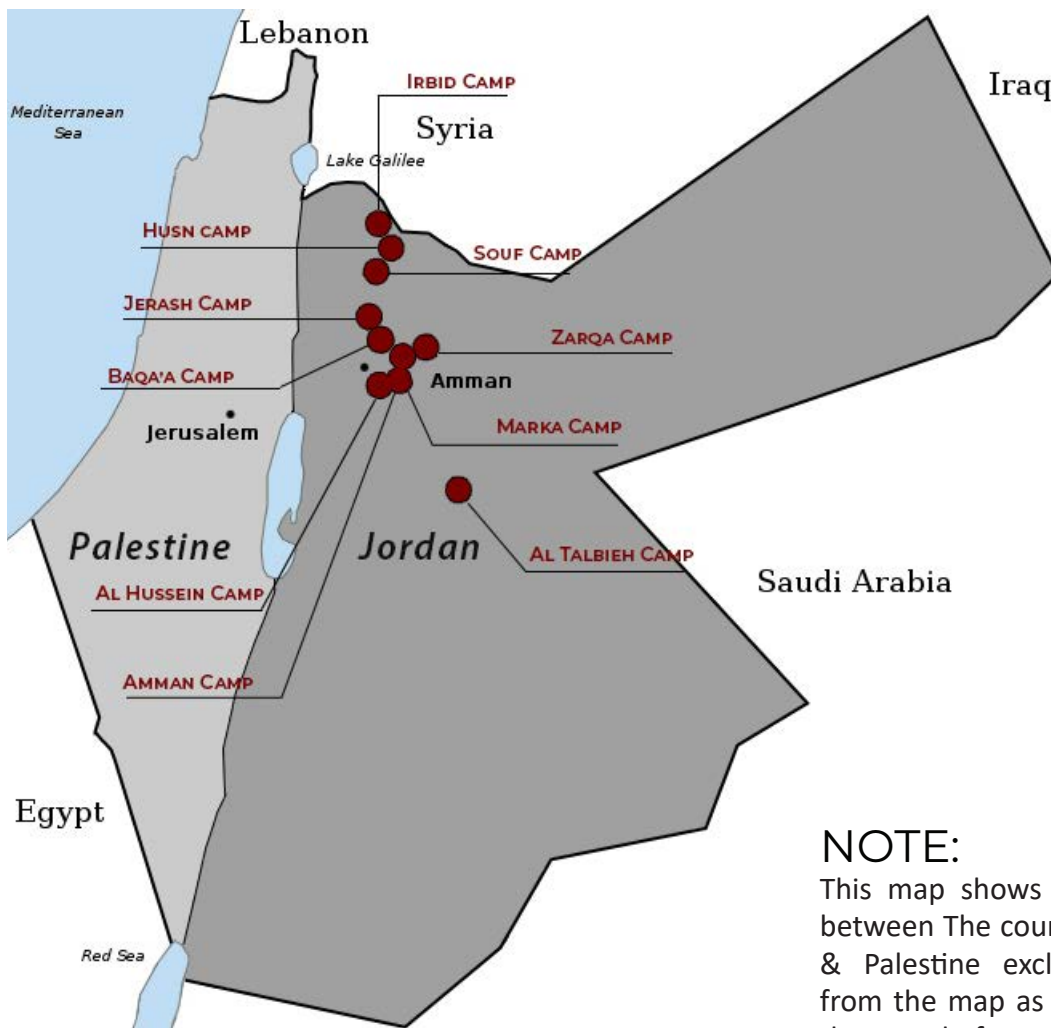 Lebanon
IRBID CAMP
Iraq
Mediterranean
Sea
Syria
Lake Galilee
HUSN CAMP
SOUF CAMP
JERASH CAMP
ZARQA CAMP
BAQA'A CAMP
Amman
Jerusalem
MARKA CAMP
Palestine
Jordan
AL TALBIEH CAMP
Saudi Arabia
AL HUSSEIN CAMP
AMMAN CAMP
Egypt
NOTE:
This map shows
between The
& Palestine
from the map as
Red Sea